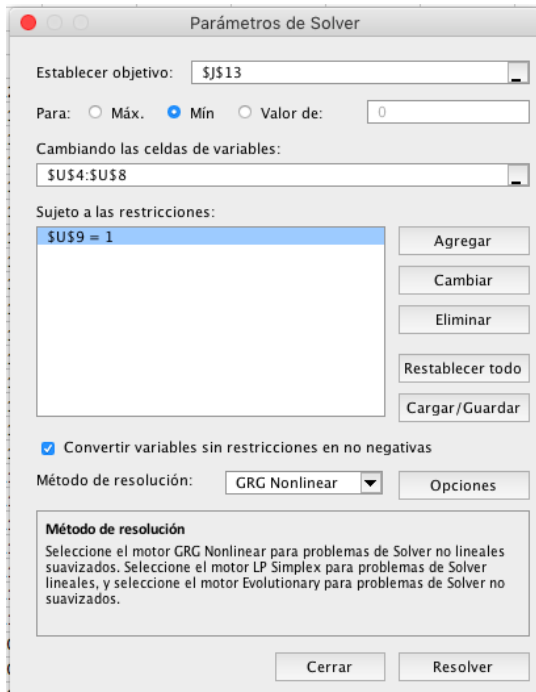 Parámetros de Solver
Establecer objetivo: $J$13
Para: Máx. Mín Valor de: 0
Cambiando las celdas de variables:
$U$4:$U$8
Sujeto a las restricciones:
$U$9 = 1
Agregar
Cambiar
Eliminar
Restablecer todo
Cargar/Guardar
Convertir variables sin restricciones en no negativas
Método de resolución: GRG Nonlinear Opciones
Método de resolución
Seleccione el motor GRG Nonlinear para problemas de Solver no lineales
suavizados. Seleccione el motor LP Simplex para problemas de Solver
lineales, y seleccione el motor Evolutionary para problemas de Solver no
suavizados.
Cerrar Resolver